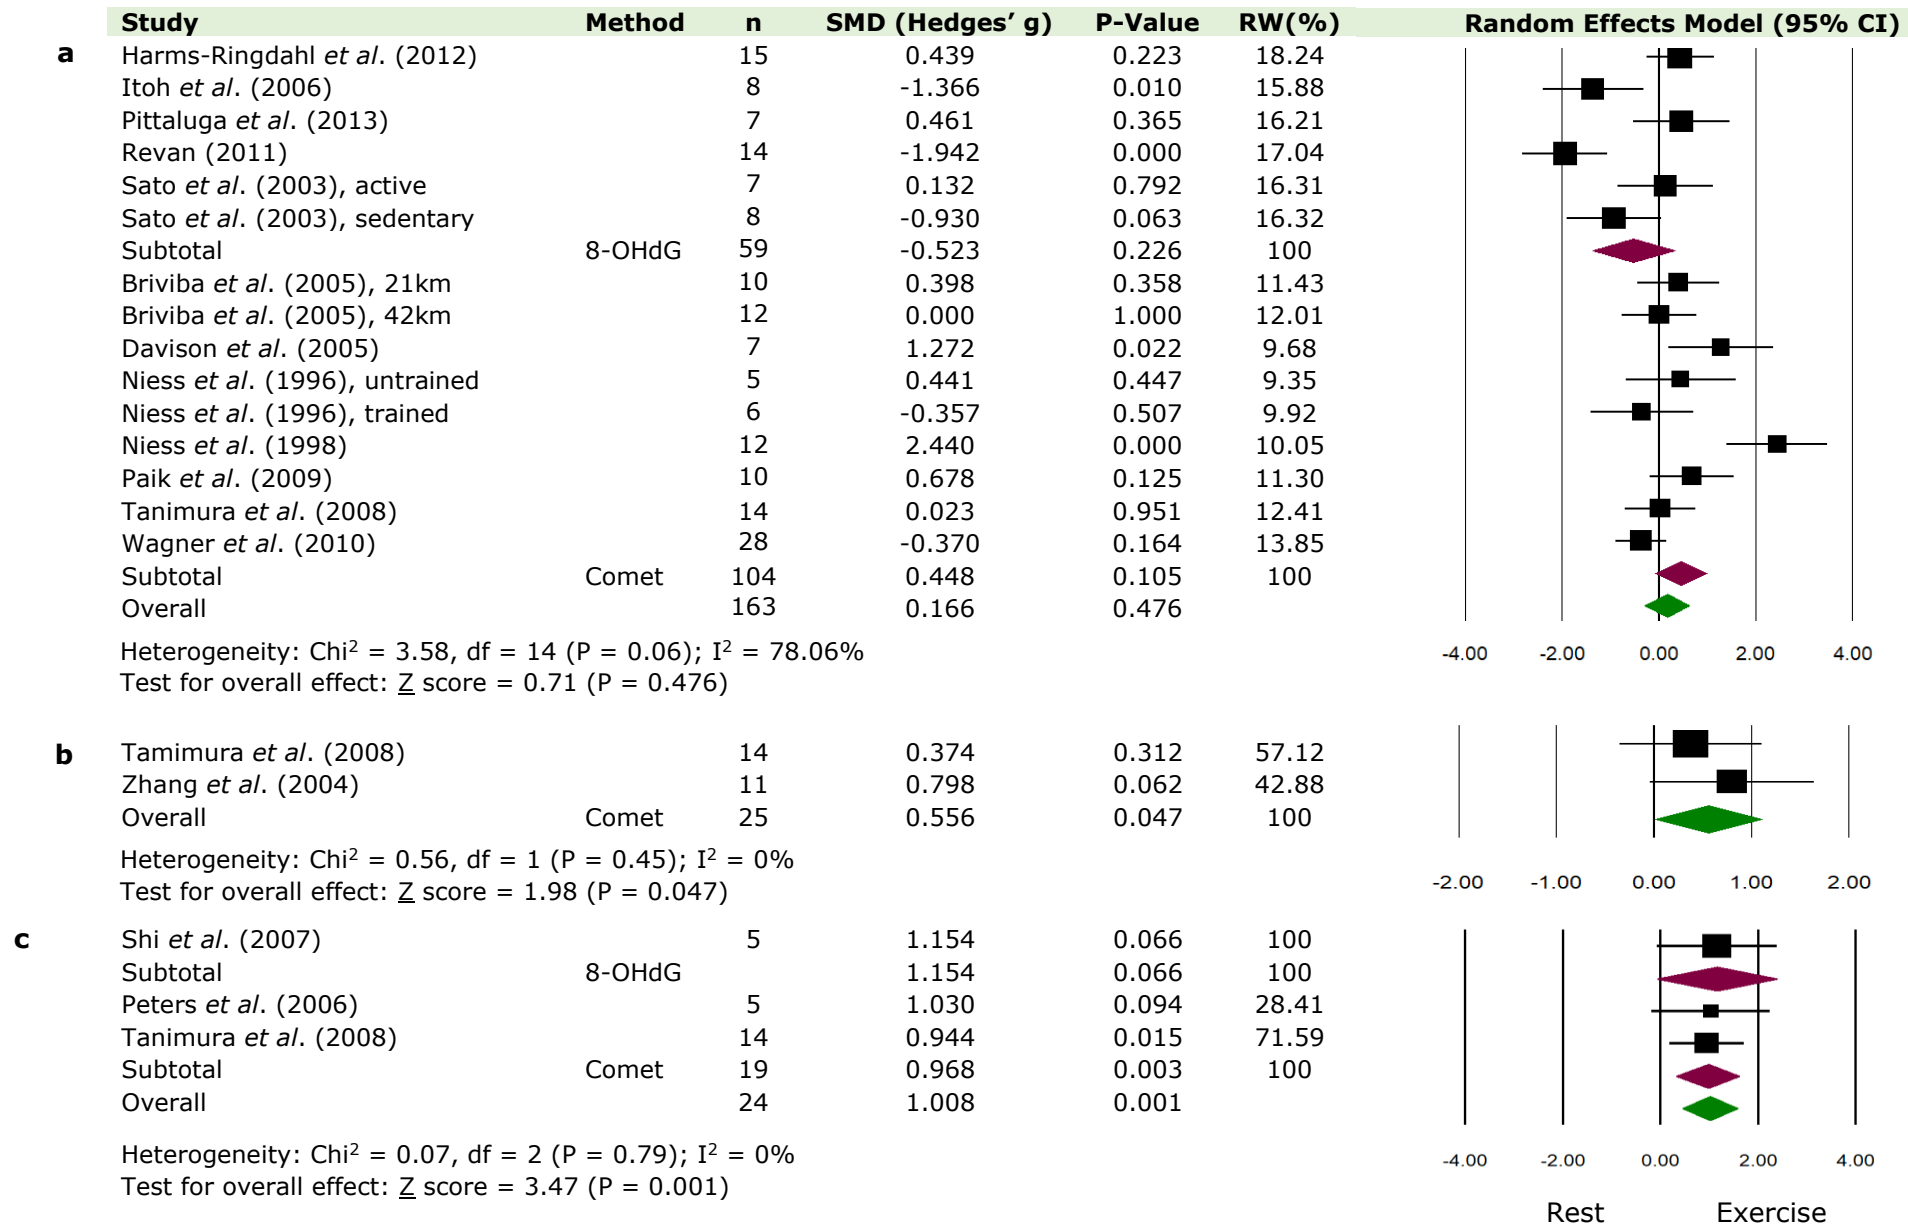 Study Method n SMD (Hedges’ g) P-Value RW(%) Random Effects Model (95% CI)
a Harms-Ringdahl et al. (2012) 15 0.439 0.223 18.24
Itoh et al. (2006) 8 -1.366 0.010 15.88
Pittaluga et al. (2013) 7 0.461 0.365 16.21
Revan (2011) 14 -1.942 0.000 17.04
Sato et al. (2003), active 7 0.132 0.792 16.31
Sato et al. (2003), sedentary 8 -0.930 0.063 16.32
Subtotal 8-OHdG 59 -0.523 0.226 100
Briviba et al. (2005), 21km 10 0.398 0.358 11.43
Briviba et al. (2005), 42km 12 0.000 1.000 12.01
Davison et al. (2005) 7 1.272 0.022 9.68
Niess et al. (1996), untrained 5 0.441 0.447 9.35
Niess et al. (1996), trained 6 -0.357 0.507 9.92
Niess et al. (1998) 12 2.440 0.000 10.05
Paik et al. (2009) 10 0.678 0.125 11.30
Tanimura et al. (2008) 14 0.023 0.951 12.41
Wagner et al. (2010) 28 -0.370 0.164 13.85
Subtotal Comet 104 0.448 0.105 100
Overall 163 0.166 0.476
Heterogeneity: Chi² = 3.58, df = 14 (P = 0.06); I² = 78.06%
-4.00 -2.00 0.00 2.00 4.00
Test for overall effect: Z score = 0.71 (P = 0.476)
b Tamimura et al. (2008) 14 0.374 0.312 57.12
Zhang et al. (2004) 11 0.798 0.062 42.88
Overall Comet 25 0.556 0.047 100
Heterogeneity: Chi² = 0.56, df = 1 (P = 0.45); I² = 0%
Test for overall effect: Z score = 1.98 (P = 0.047)
-2.00 -1.00 0.00 1.00 2.00
c Shi et al. (2007) 5 1.154 0.066 100
Subtotal 8-OHdG 1.154 0.066 100
Peters et al. (2006) 5 1.030 0.094 28.41
Tanimura et al. (2008) 14 0.944 0.015 71.59
Subtotal Comet 19 0.968 0.003 100
Overall 24 1.008 0.001
Heterogeneity: Chi² = 0.07, df = 2 (P = 0.79); I² = 0%
-4.00 -2.00 0.00 2.00 4.00
Test for overall effect: Z score = 3.47 (P = 0.001)
Rest Exercise